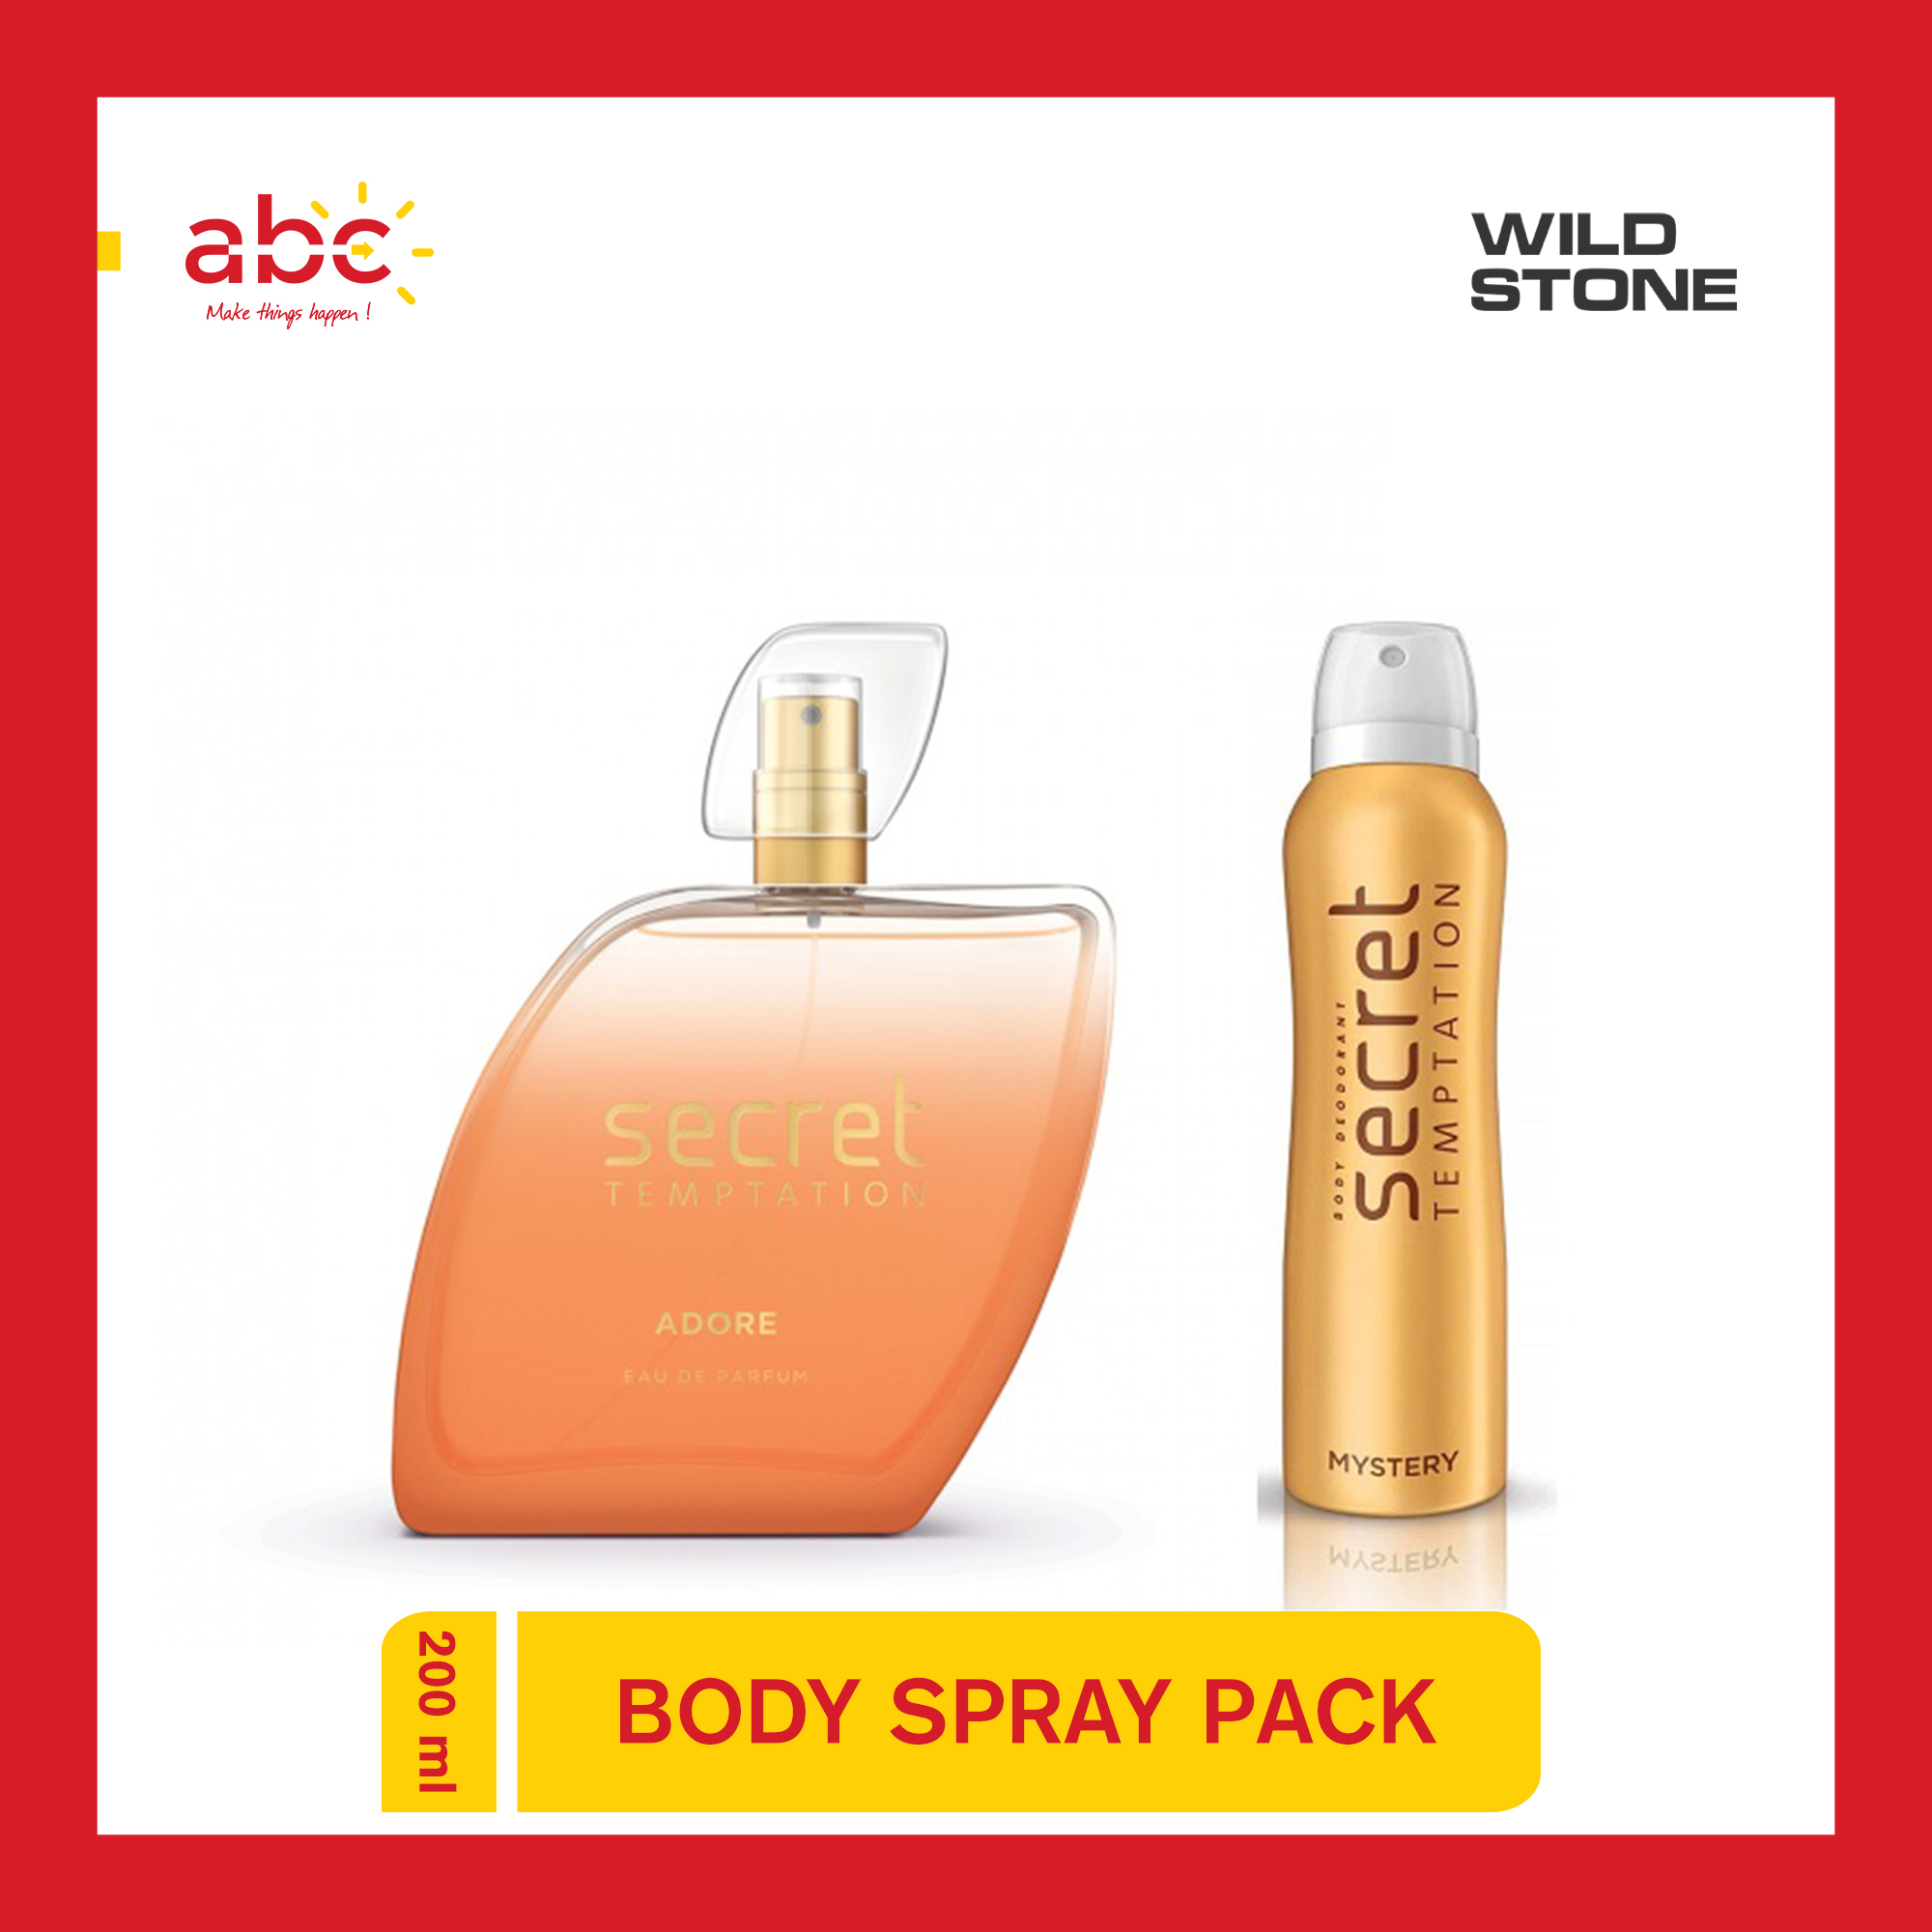 abc
Make things happen !
WILD
STONE
secret
TEMPTATION
ADORE
EAU DE PARFUM
BODY DEODORANT
secret
TEMPTATION
MYSTERY
MYSTERY
200 ml
BODY SPRAY PACK